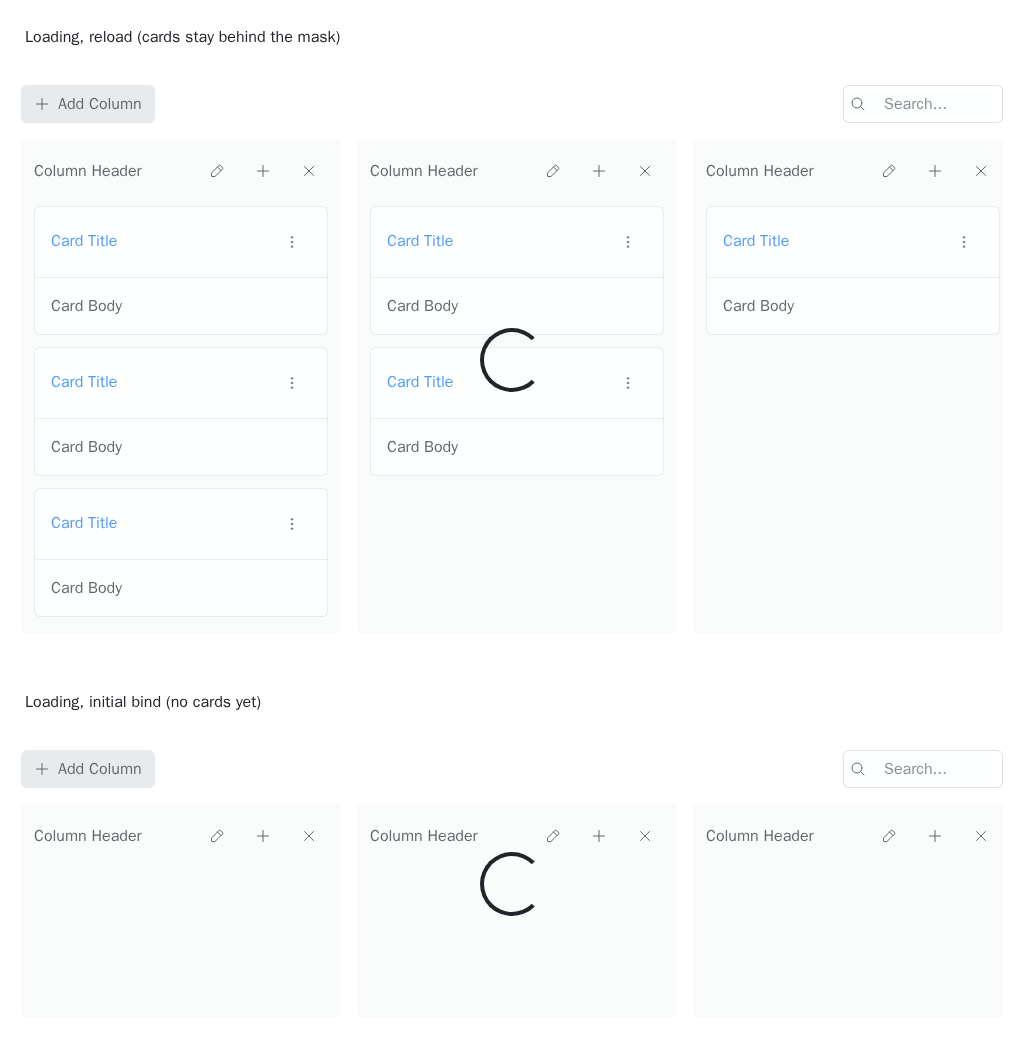 Loading, reload (cards stay behind the mask)
Add Column
Search...
Column Header
Column Header
Column Header
Card Title
Card Title
Card Title
Card Body
Card Body
Card Body
Card Title
Card Title
Card Body
Card Body
Card Title
Card Body
Loading, initial bind (no cards yet)
Add Column
Search...
Column Header
Column Header
Column Header